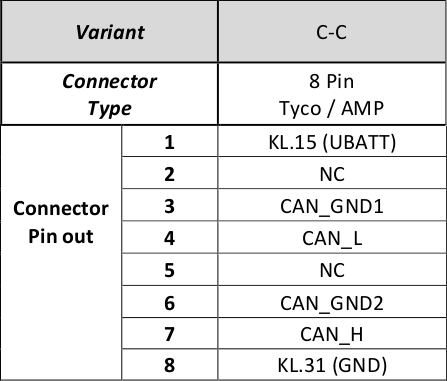 Variant C-C
Connector Type 8 Pin Tyco / AMP
Connector Pin out
1 KL.15 (UBATT)
2 NC
3 CAN_GND1
4 CAN_L
5 NC
6 CAN_GND2
7 CAN_H
8 KL.31 (GND)